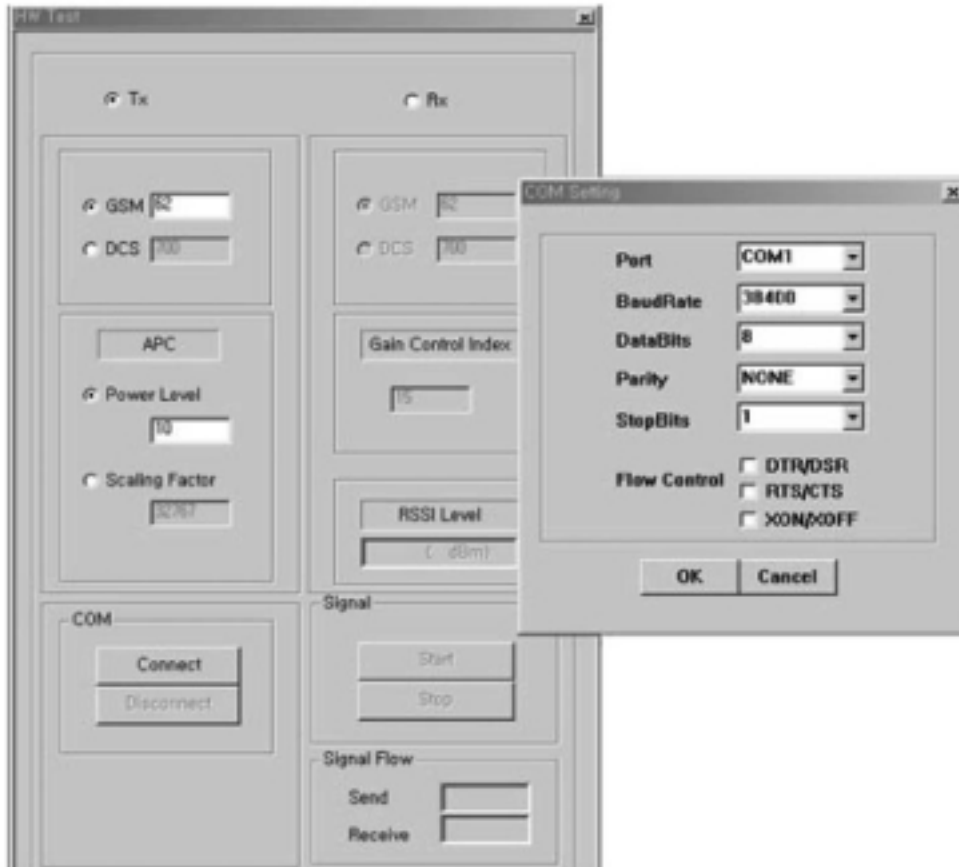 HW Test
Tx
Rx
GSM 62
DCS 700
GSM 62
DCS 700
APC
Power Level
10
Scaling Factor
32767
Gain Control Index
15
RSSI Level
( dBm)
COM
Connect
Disconnect
Signal
Start
Stop
Signal Flow
Send
Receive
COM Setting
Port COM1
BaudRate 38400
DataBits 8
Parity NONE
StopBits 1
Flow Control
DTR/DSR
RTS/CTS
XON/XOFF
OK Cancel